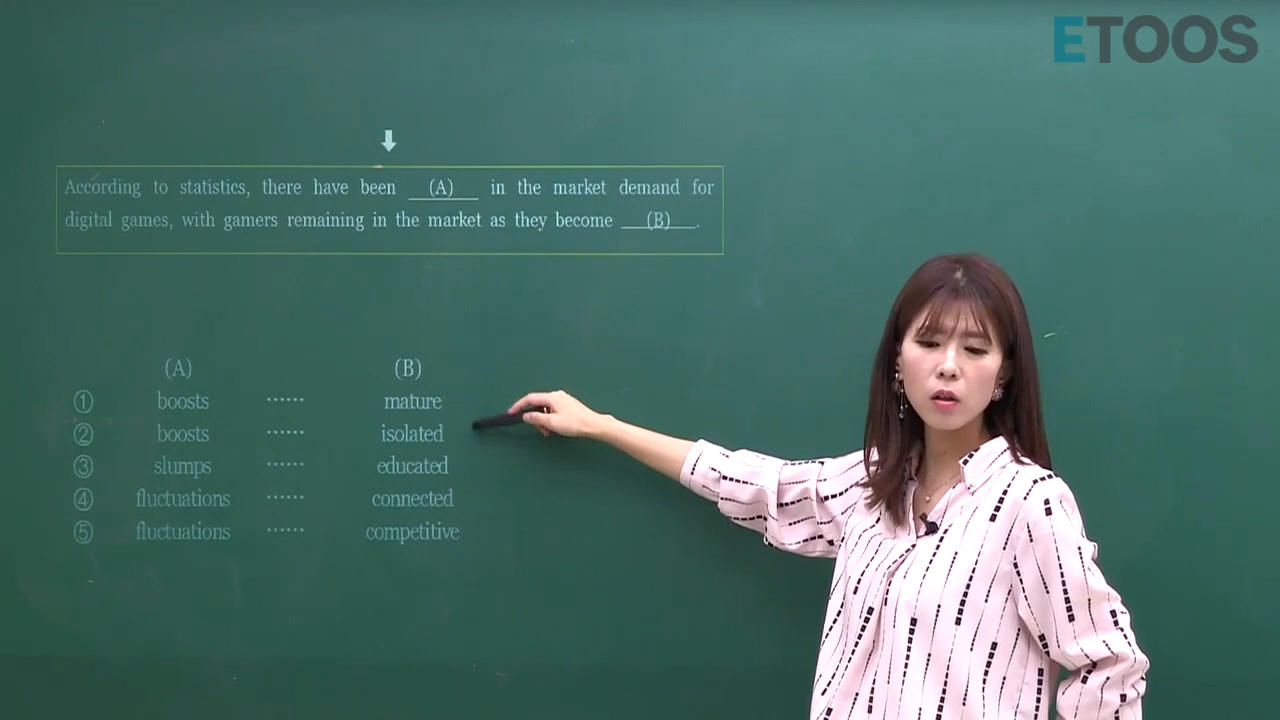 ETOOS
According to statistics, there have been (A) in the market demand for
digital games, with gamers remaining in the market as they become (B).
(A) (B)
① boosts ······ mature
② boosts ······ isolated
③ slumps ······ educated
④ fluctuations ······ connected
⑤ fluctuations ······ competitive